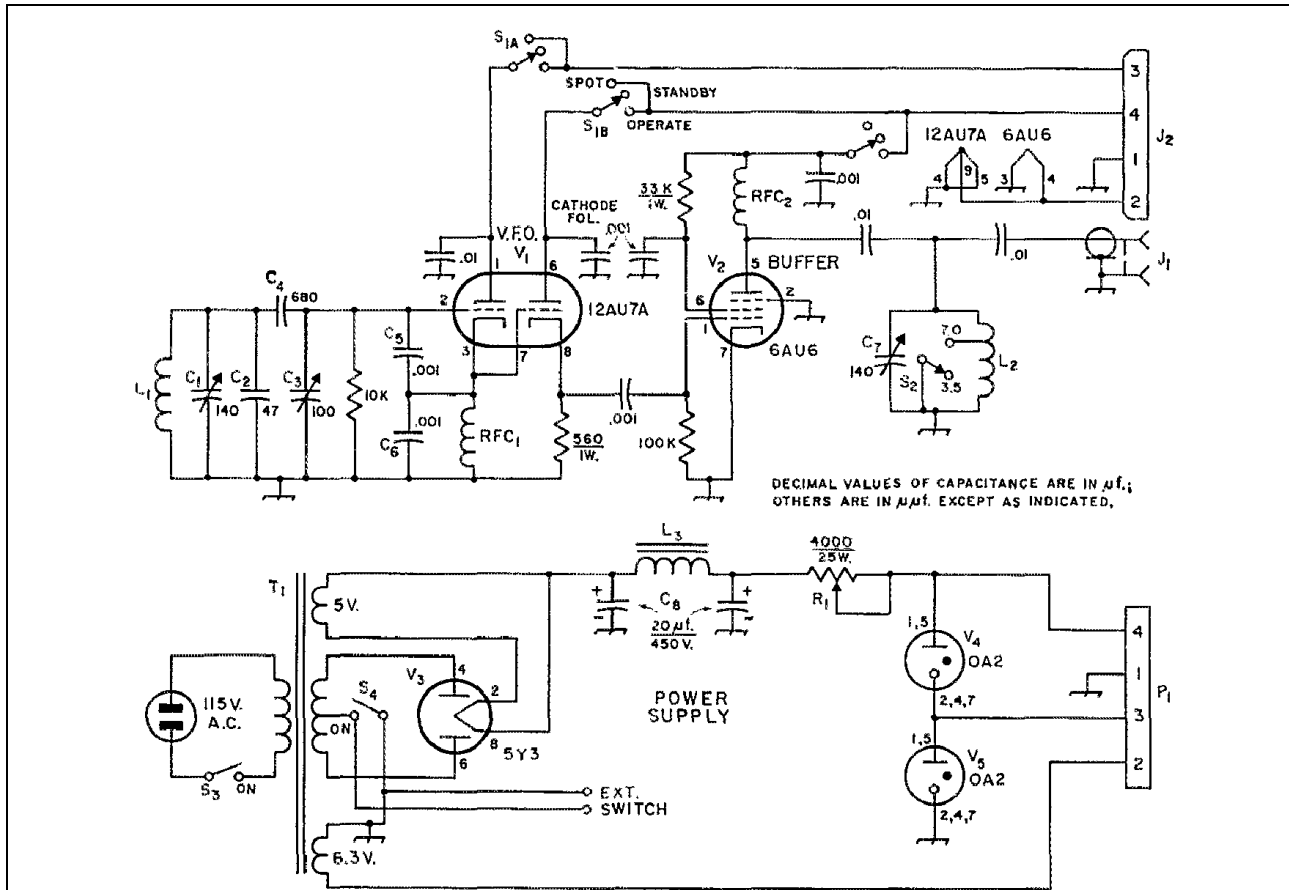 S1A
SPOT
STANDBY
S1B
OPERATE
3
4
J2
1
2
12AU7A 6AU6
9
4
5
3
4
33K
1W.
.001
RFC2
CATHODE
FOL.
.001
V.F.O.
V1
.01
1
6
2
3
7
8
12AU7A
V2
BUFFER
5
2
6
1
7
6AU6
.01
.01
J1
C4
680
L1
C1
140
C2
47
C3
100
10K
C5
.001
C6
.001
RFC1
560
1W.
.001
100K
C7
140
S2
7.0
3.5
L2
DECIMAL VALUES OF CAPACITANCE ARE IN µf.;
OTHERS ARE IN µµf. EXCEPT AS INDICATED,
T1
5V.
L3
C8
20 µf.
450V.
+
-
+
-
4000
25W.
R1
115V.
A.C.
S3
ON
S4
ON
V3
4
2
8
6
5Y3
POWER
SUPPLY
EXT.
SWITCH
6.3V.
1,5
V4
OA2
2,4,7
1,5
V5
OA2
2,4,7
4
1
3
2
P1